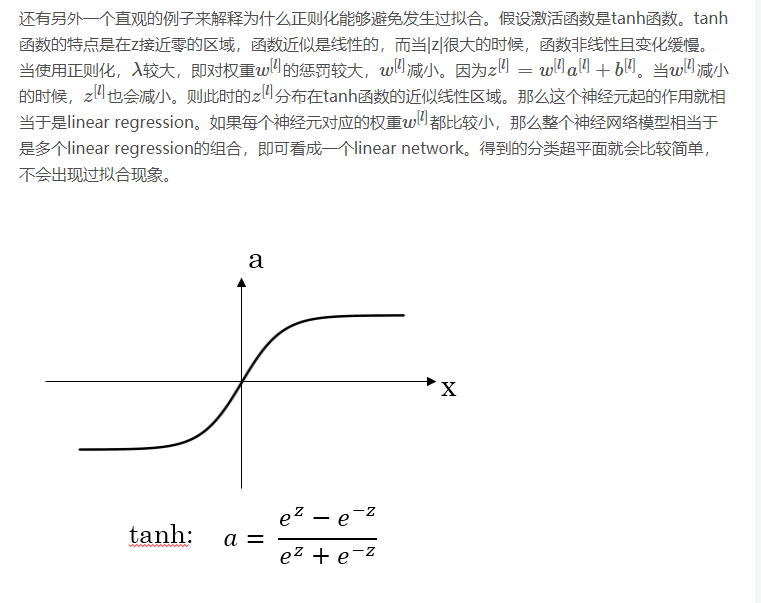 还有另外一个直观的例子来解释为什么正则化能够避免发生过拟合。假设激活函数是tanh函数。tanh
函数的特点是在z接近零的区域，函数近似是线性的，而当|z|很大的时候，函数非线性且变化缓慢。
当使用正则化，λ较大，即对权重w^{[l]}的惩罚较大，w^{[l]}减小。因为z^{[l]} = w^{[l]}a^{[l]} + b^{[l]}。当w^{[l]}减小
的时候，z^{[l]}也会减小。则此时的z^{[l]}分布在tanh函数的近似线性区域。那么这个神经元起的作用就相
当于是linear regression。如果每个神经元对应的权重w^{[l]}都比较小，那么整个神经网络模型相当于
是多个linear regression的组合，即可看成一个linear network。得到的分类超平面就会比较简单，
不会出现过拟合现象。
a
x
tanh: a = \frac{e^z - e^{-z}}{e^z + e^{-z}}